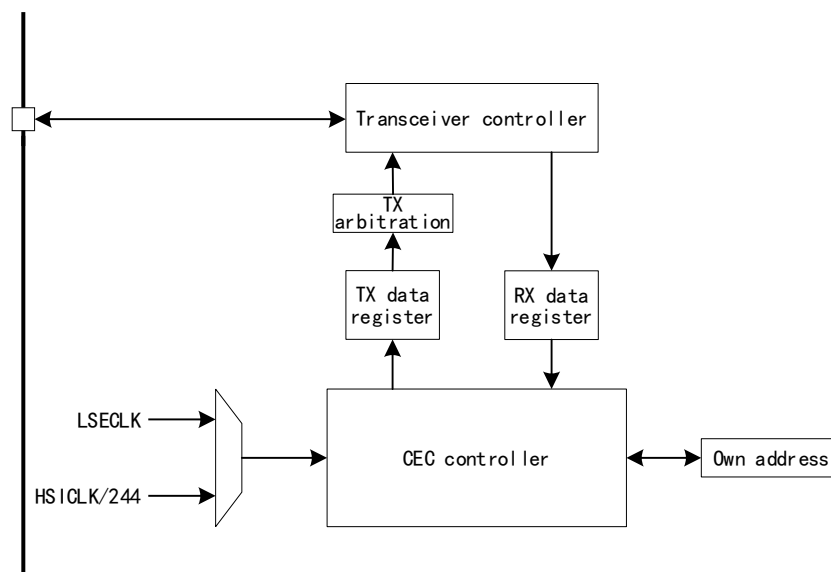 Transceiver controller
TX
arbitration
TX data
register
RX data
register
LSECLK
CEC controller
Own address
HSICLK/244